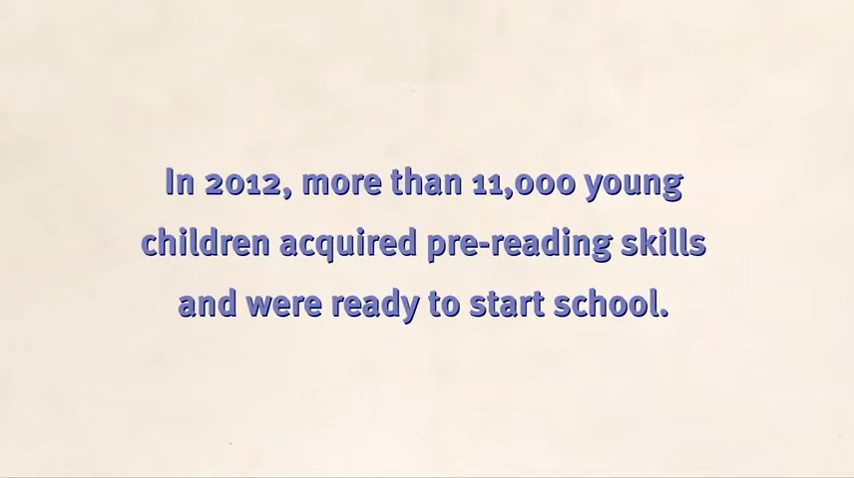 In 2012, more than 11,000 young
children acquired pre-reading skills
and were ready to start school.